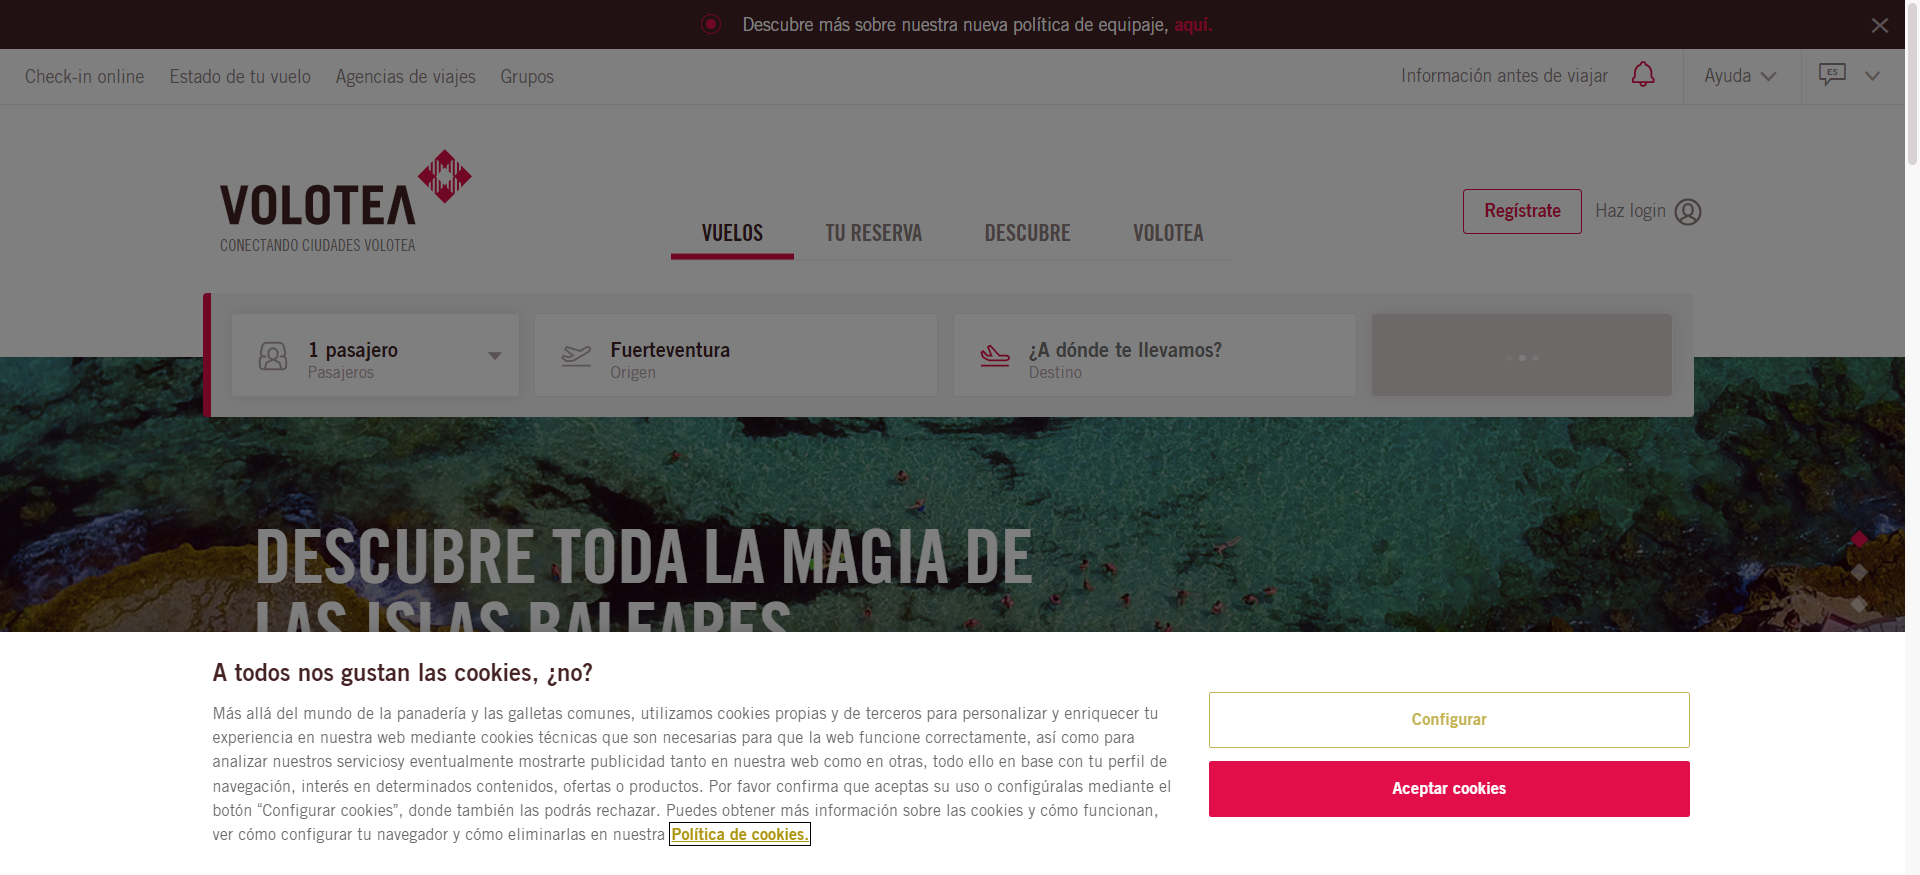 Descubre más sobre nuestra nueva política de equipaje, aquí.
Check-in online Estado de tu vuelo Agencias de viajes Grupos
Información antes de viajar Ayuda ES
VOLOTEA
CONECTANDO CIUDADES VOLOTEA
VUELOS TU RESERVA DESCUBRE VOLOTEA
Regístrate Haz login
1 pasajero
Pasajeros
Fuerteventura
Origen
¿A dónde te llevamos?
Destino
DESCUBRE TODA LA MAGIA DE
LAS ISLAS BALEARES
A todos nos gustan las cookies, ¿no?
Más allá del mundo de la panadería y las galletas comunes, utilizamos cookies propias y de terceros para personalizar y enriquecer tu
experiencia en nuestra web mediante cookies técnicas que son necesarias para que la web funcione correctamente, así como para
analizar nuestros serviciosy eventualmente mostrarte publicidad tanto en nuestra web como en otras, todo ello en base con tu perfil de
navegación, interés en determinados contenidos, ofertas o productos. Por favor confirma que aceptas su uso o configúralas mediante el
botón “Configurar cookies”, donde también las podrás rechazar. Puedes obtener más información sobre las cookies y cómo funcionan,
ver cómo configurar tu navegador y cómo eliminarlas en nuestra Política de cookies.
Configurar
Aceptar cookies